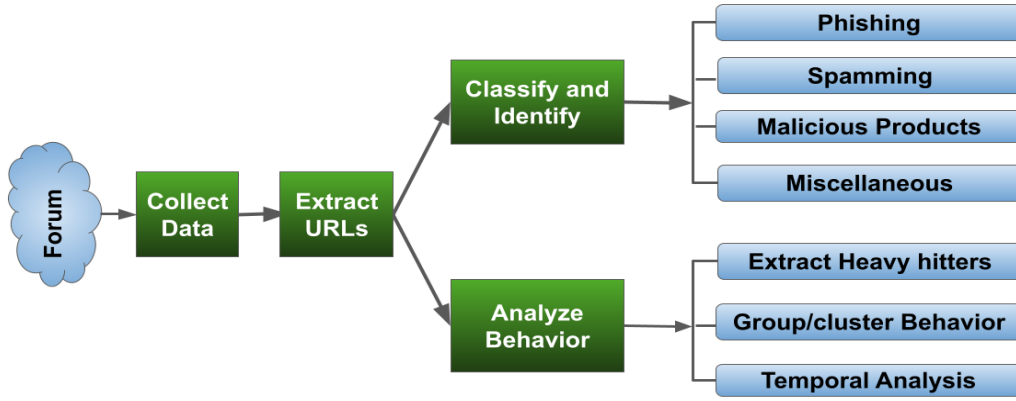 Forum
Collect
Data
Extract
URLs
Classify and
Identify
Phishing
Spamming
Malicious Products
Miscellaneous
Analyze
Behavior
Extract Heavy hitters
Group/cluster Behavior
Temporal Analysis